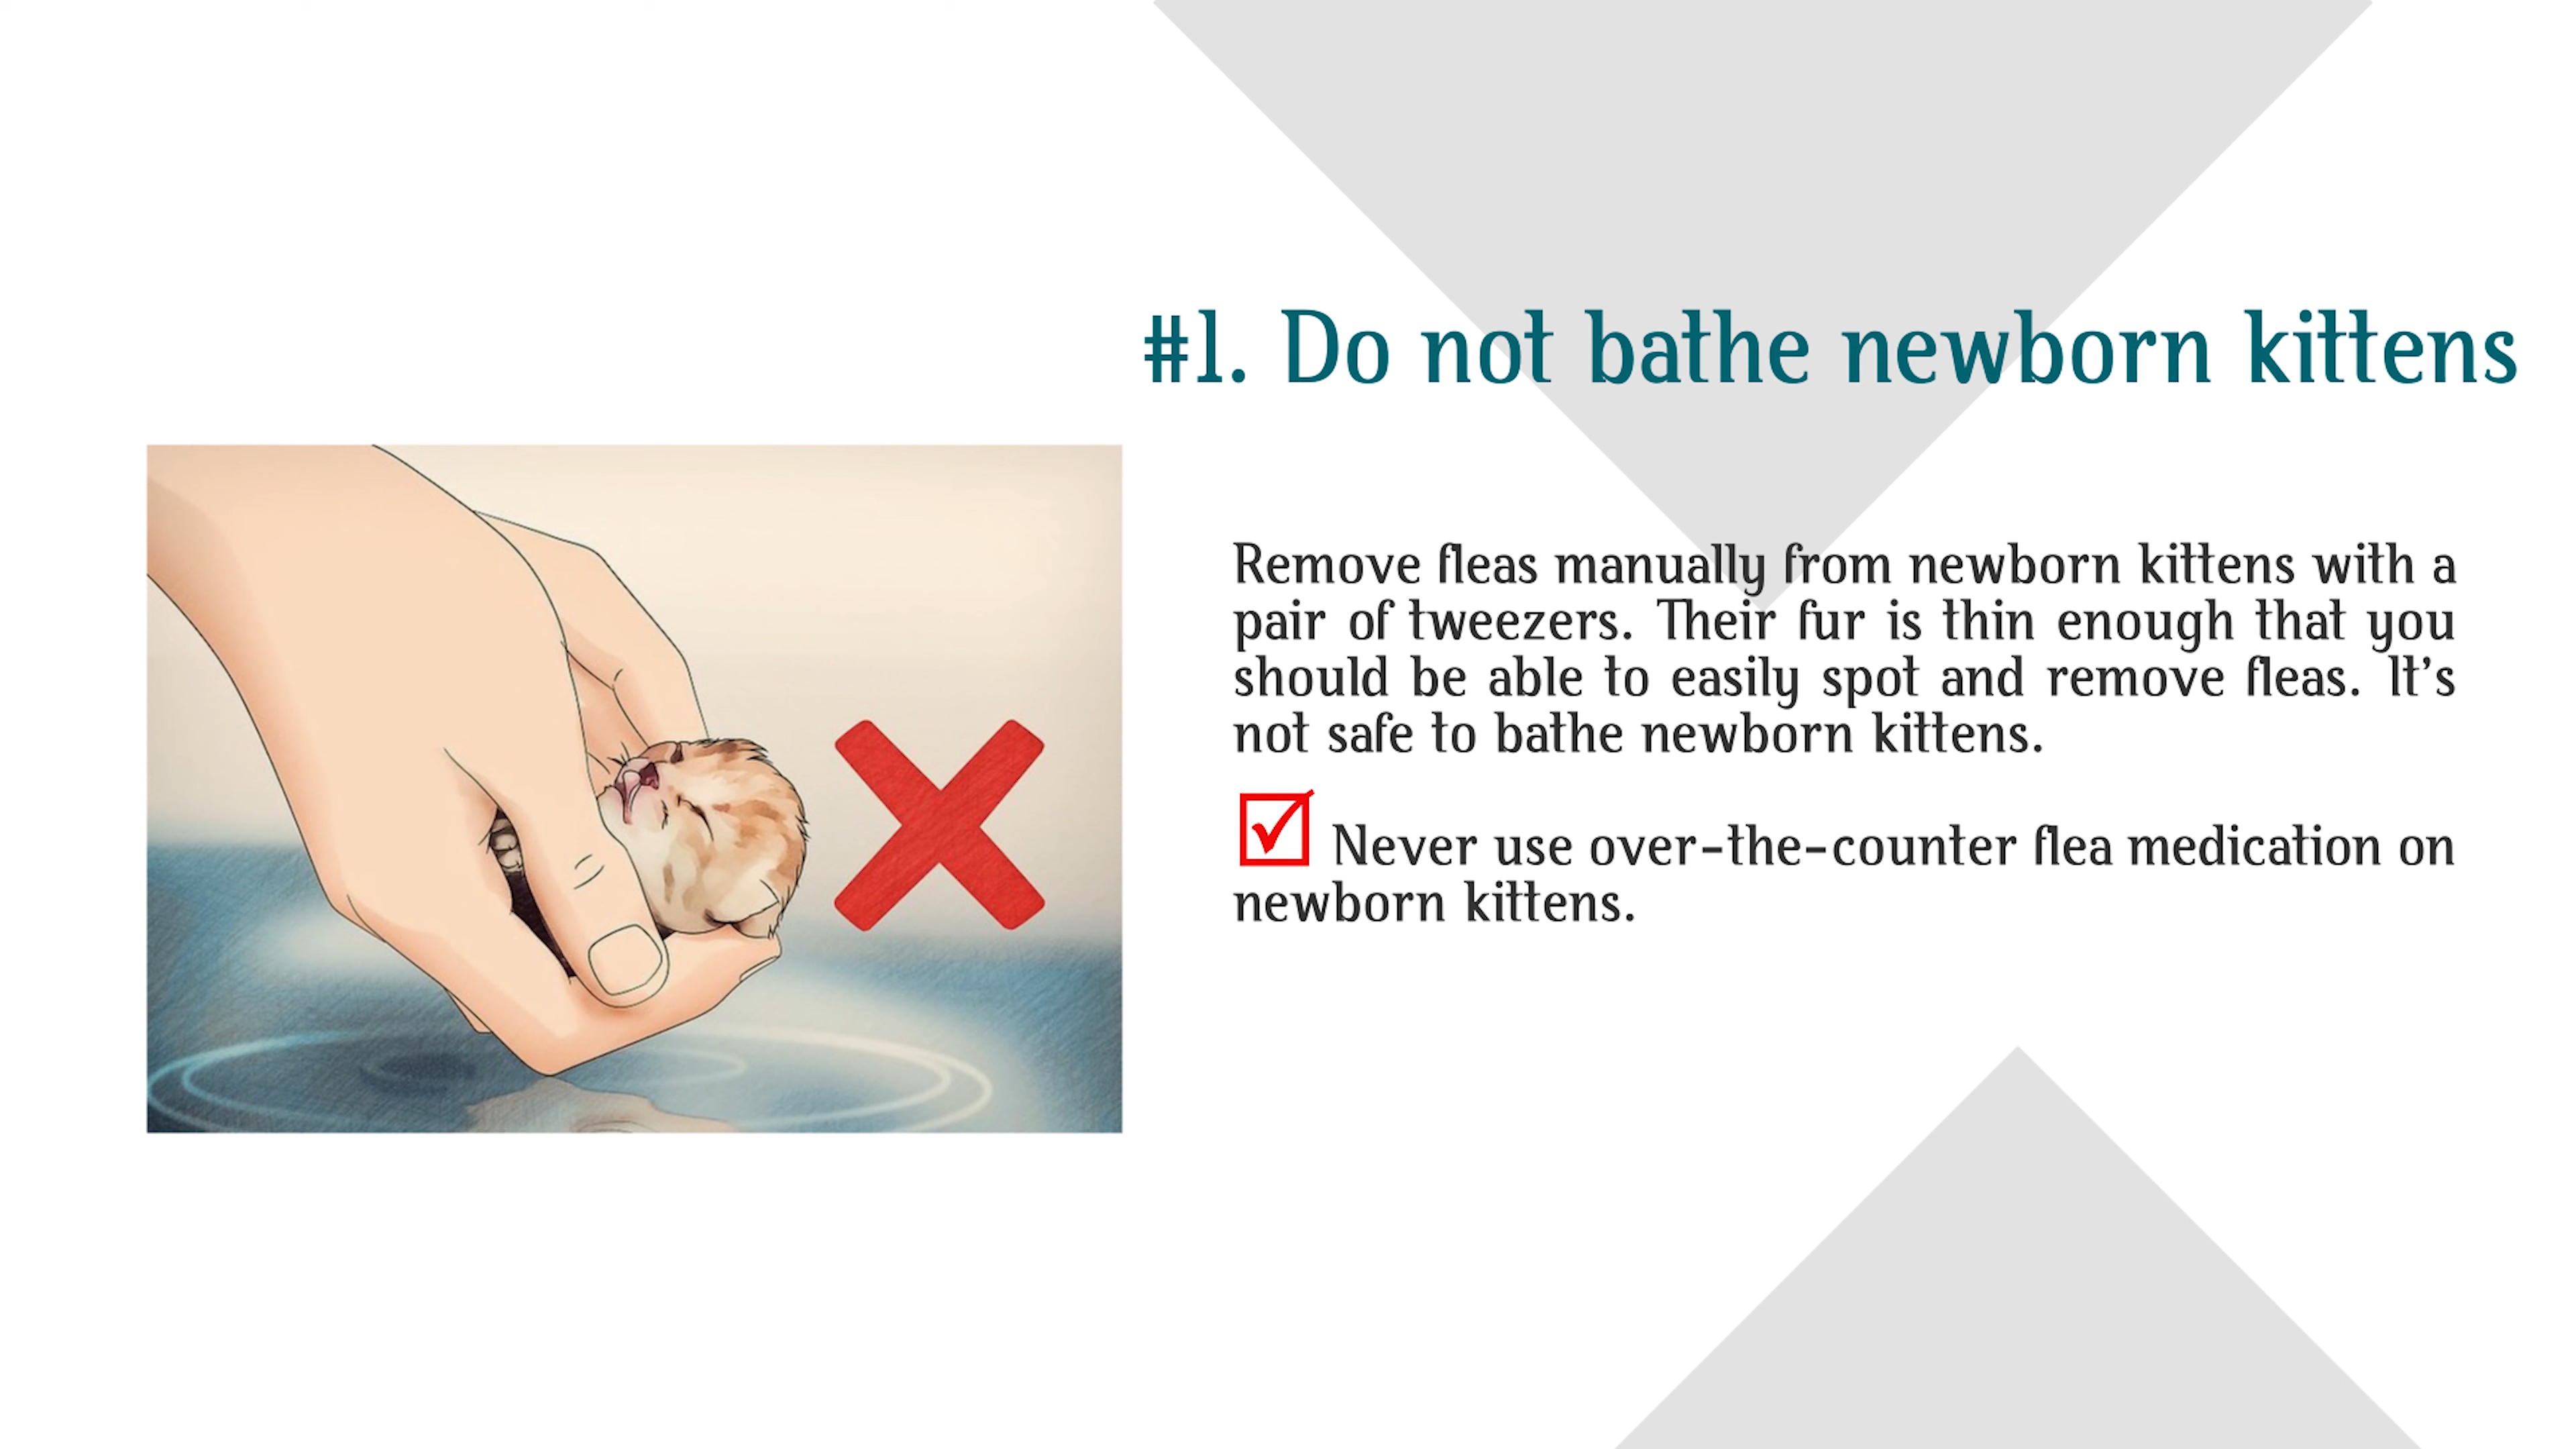 #1. Do not bathe newborn kittens
Remove fleas manually from newborn kittens with a
pair of tweezers. Their fur is thin enough that you
should be able to easily spot and remove fleas. It’s
not safe to bathe newborn kittens.
Never use over-the-counter flea medication on
newborn kittens.